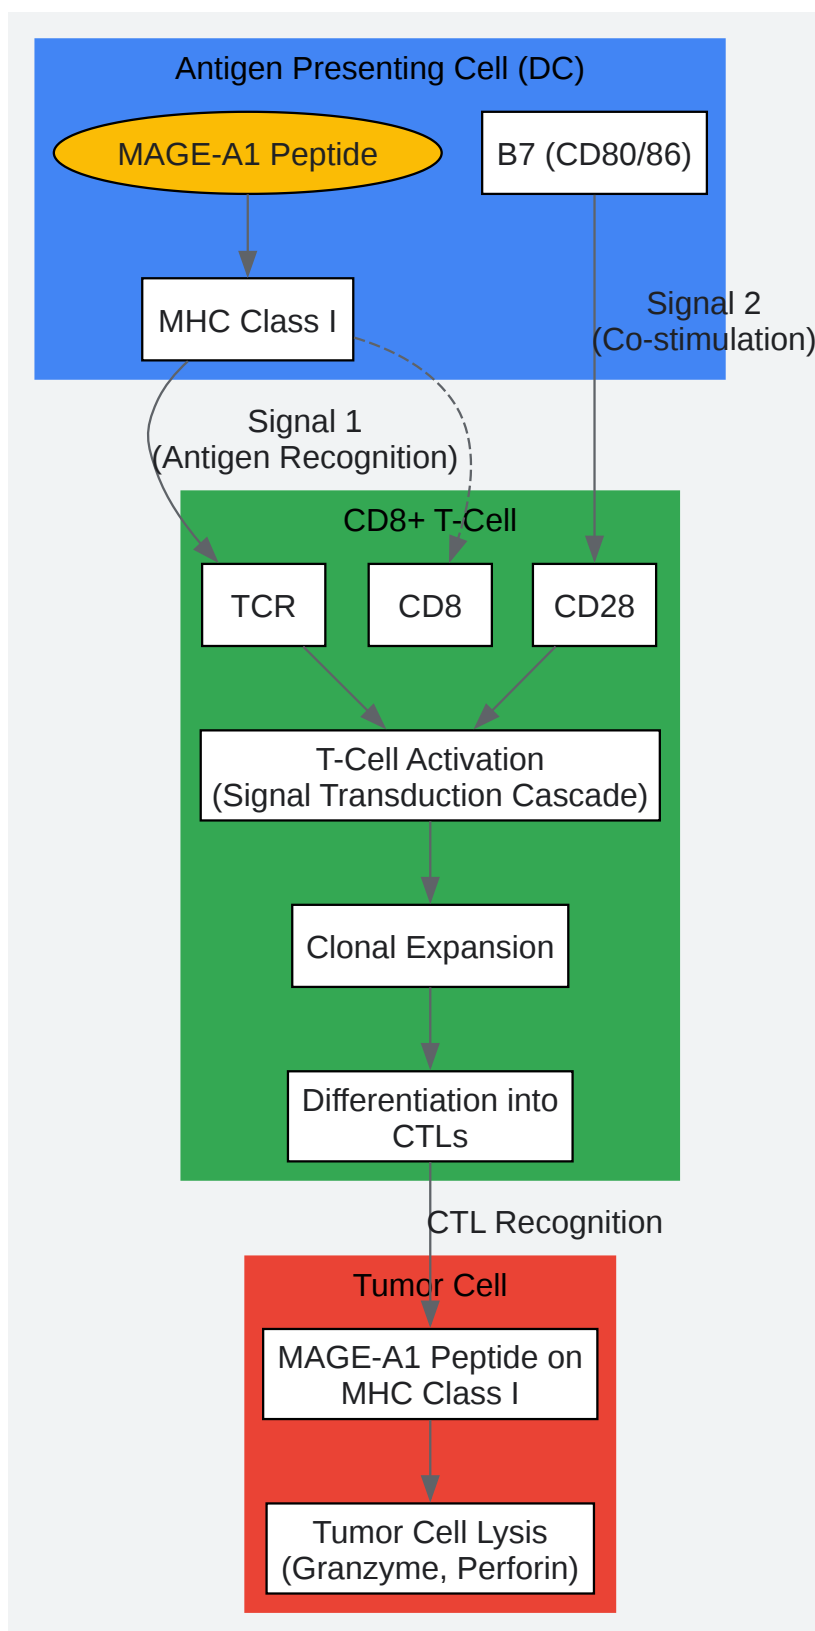 Antigen Presenting Cell (DC)
MAGE-A1 Peptide
B7 (CD80/86)
MHC Class I
Signal 2
(Co-stimulation)
Signal 1
(Antigen Recognition)
CD8+ T-Cell
TCR
CD8
CD28
T-Cell Activation
(Signal Transduction Cascade)
Clonal Expansion
Differentiation into
CTLs
CTL Recognition
Tumor Cell
MAGE-A1 Peptide on
MHC Class I
Tumor Cell Lysis
(Granzyme, Perforin)